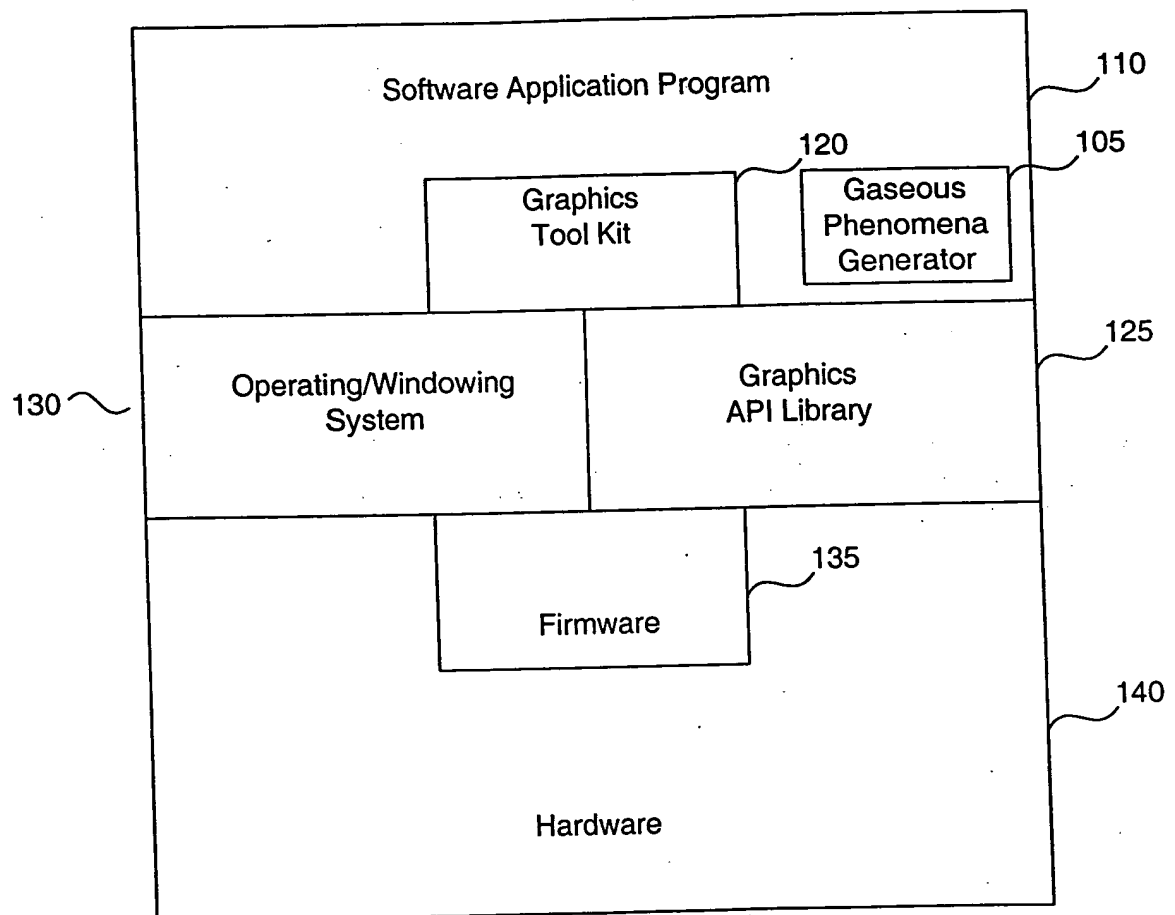 Software Application Program
110
120
105
Graphics
Tool Kit
Gaseous
Phenomena
Generator
125
130
Operating/Windowing
System
Graphics
API Library
135
Firmware
140
Hardware